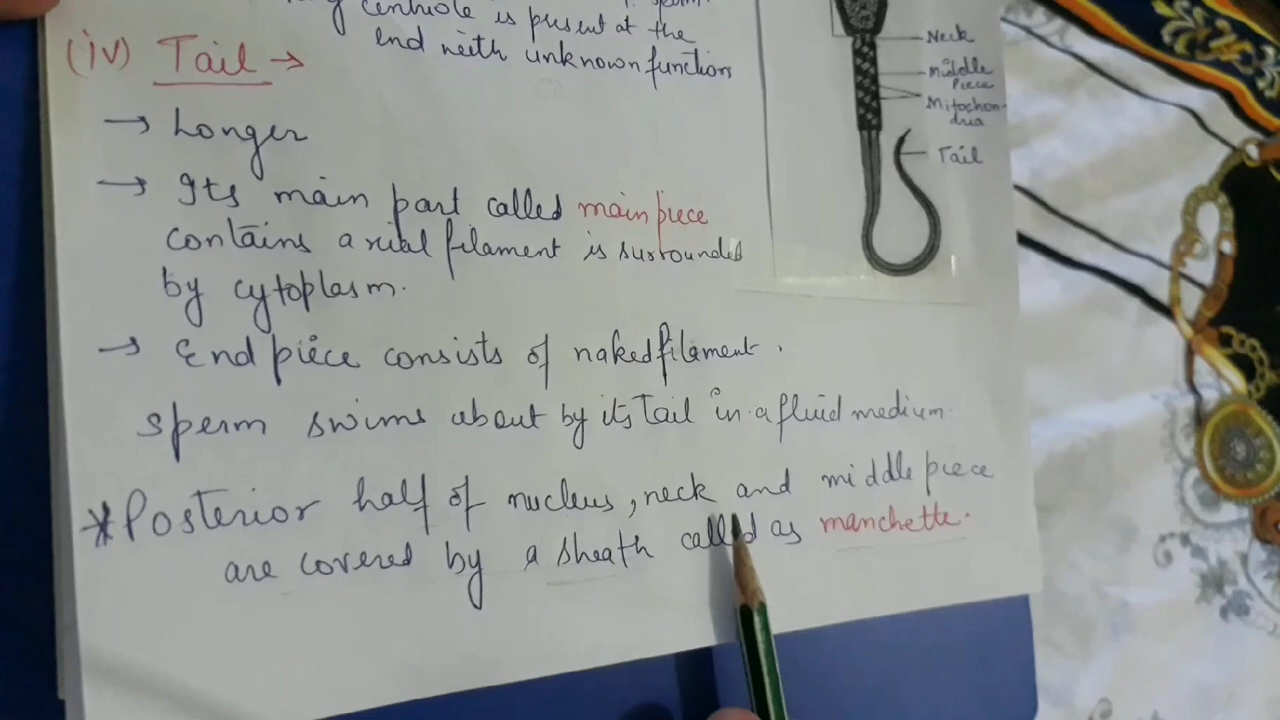 centriole is present at the
end with unknown function
(iv) Tail →
→ Longer
→ Its main part called main piece
contains axial filament is surrounded
by cytoplasm.
→ End piece consists of naked filament.
sperm swims about by its Tail in a fluid medium.
*Posterior half of nucleus, neck and middle piece
are covered by a sheath called as manchette.
Neck
Middle
Piece
Mitochon-
dria
Tail